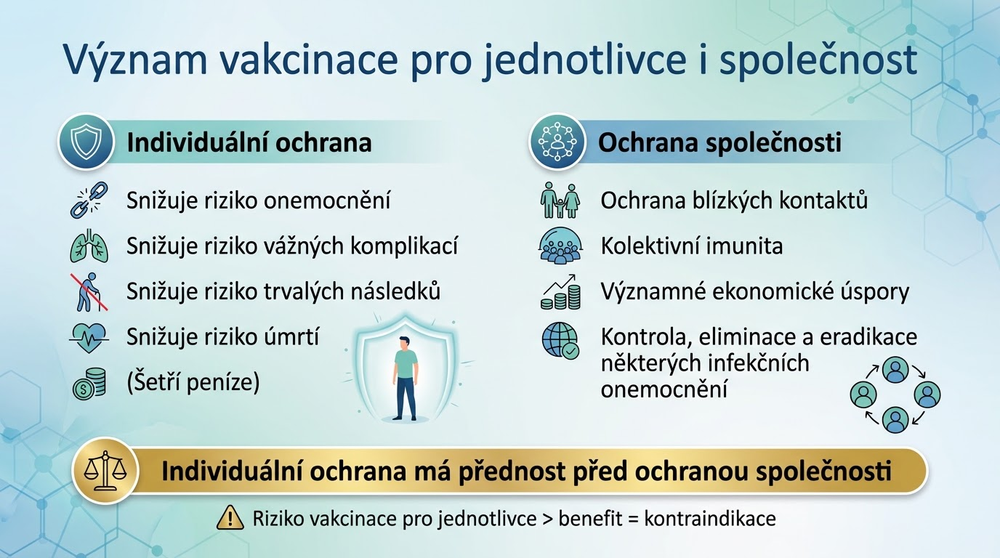 Význam vakcinace pro jednotlivce i společnost
Individuální ochrana
Snižuje riziko onemocnění
Snižuje riziko vážných komplikací
Snižuje riziko trvalých následků
Snižuje riziko úmrtí
$
(Šetří peníze)
Ochrana společnosti
Ochrana blízkých kontaktů
Kolektivní imunita
Významné ekonomické úspory
Kontrola, eliminace a eradikace
některých infekčních
onemocnění
Individuální ochrana má přednost před ochranou společnosti
Riziko vakcinace pro jednotlivce > benefit = kontraindikace